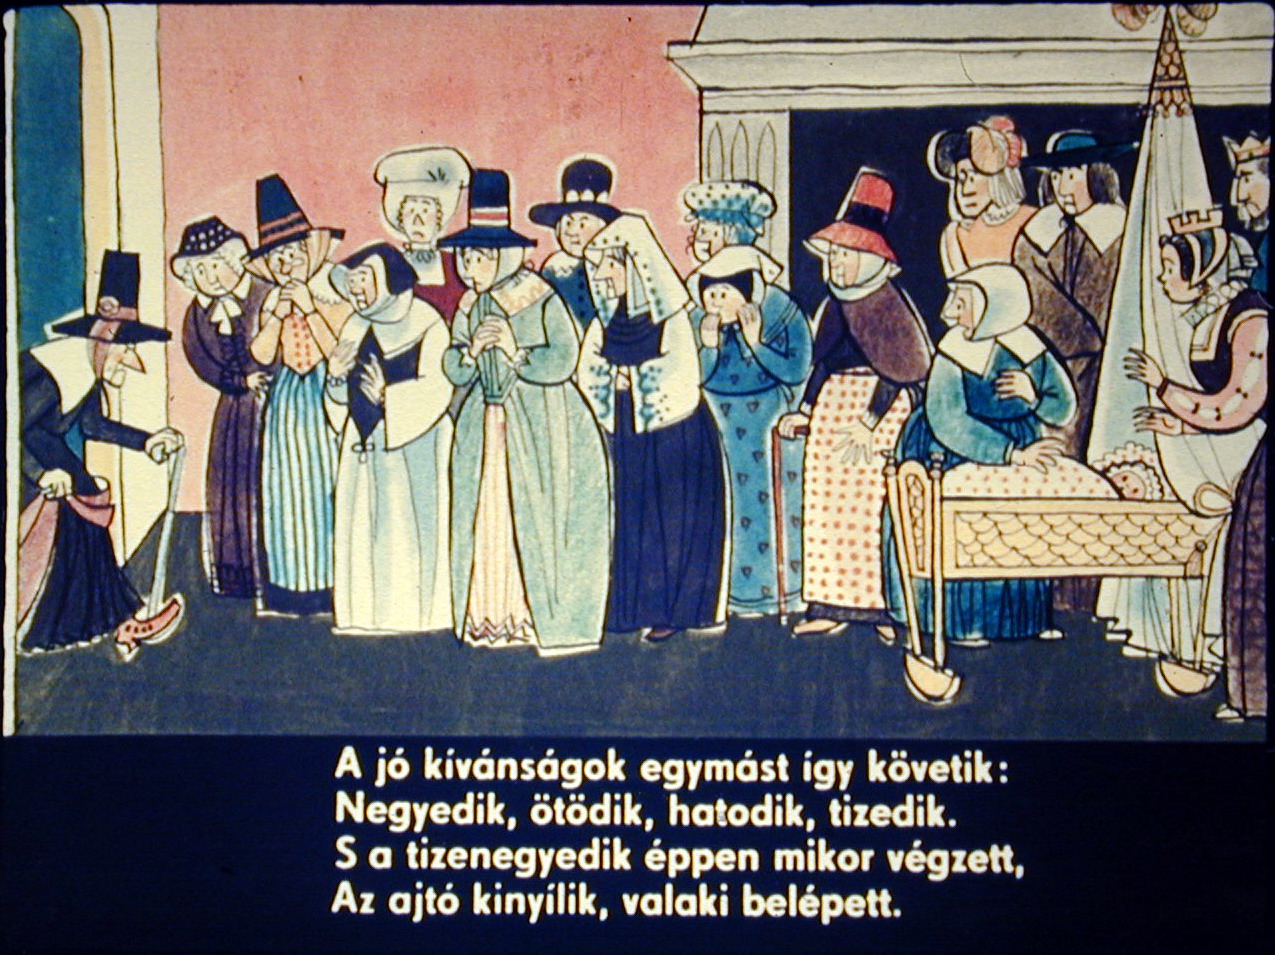 A jó kívánságok egymást így követik:
Negyedik, ötödik, hatodik, tizedik.
S a tizenegyedik éppen mikor végzett,
Az ajtó kinyílik, valaki belépett.